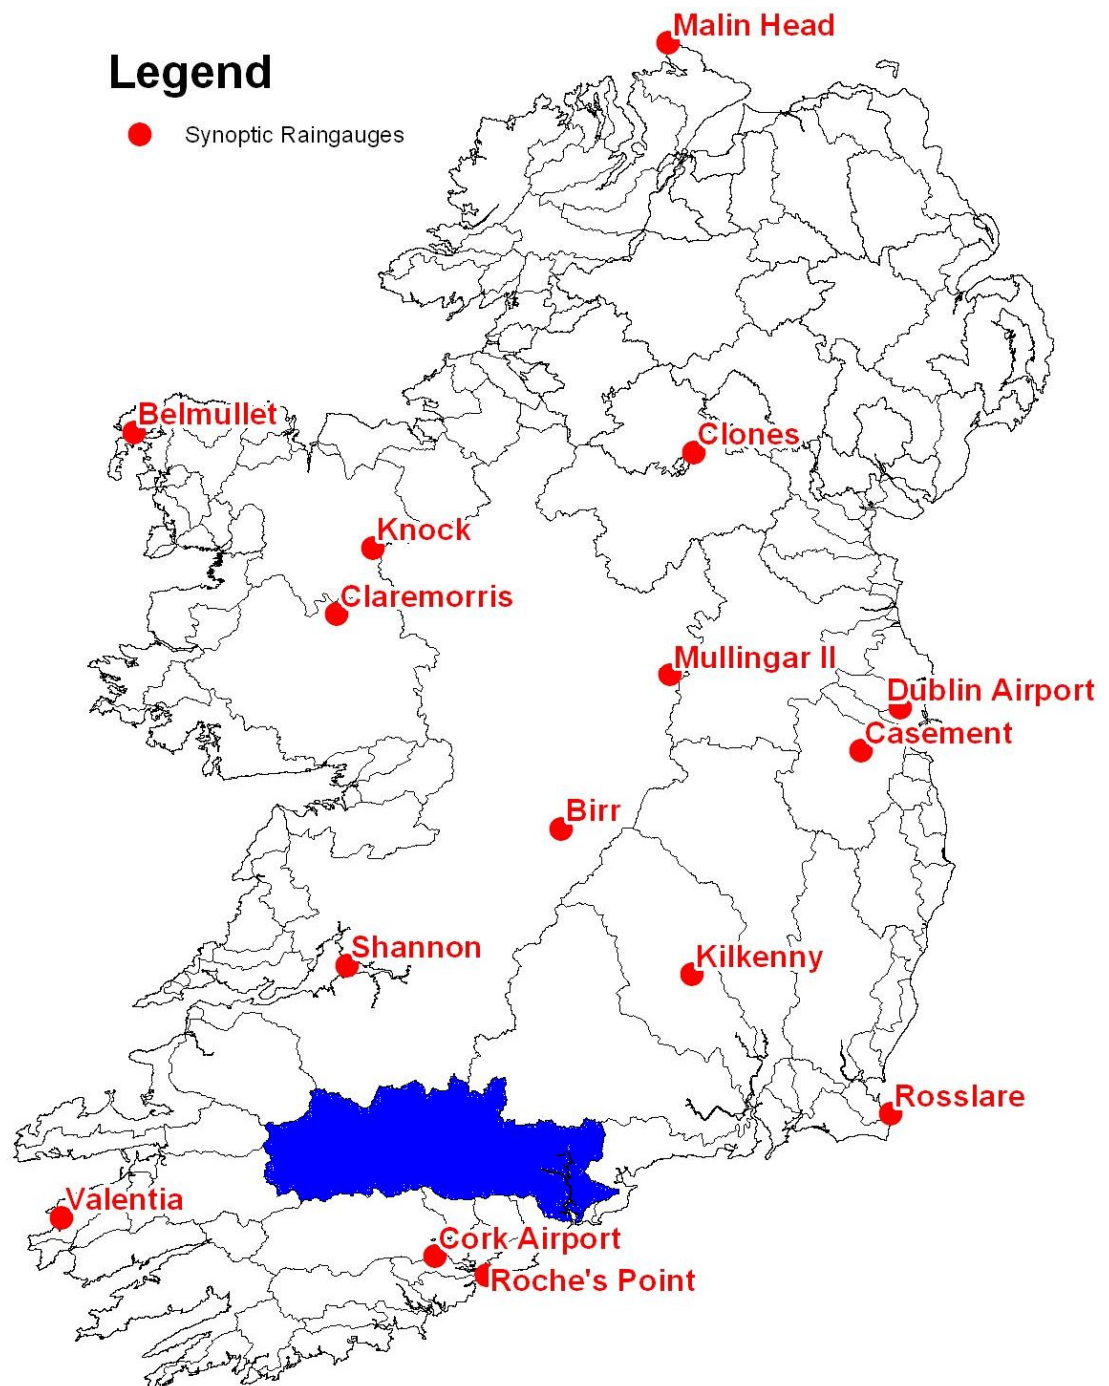 Malin Head
Legend
Synoptic Raingauges
Belmullet
Clones
Knock
Claremorris
Mullingar II
Dublin Airport
Casement
Birr
Shannon
Kilkenny
Rosslare
Valentia
Cork Airport
Roche's Point